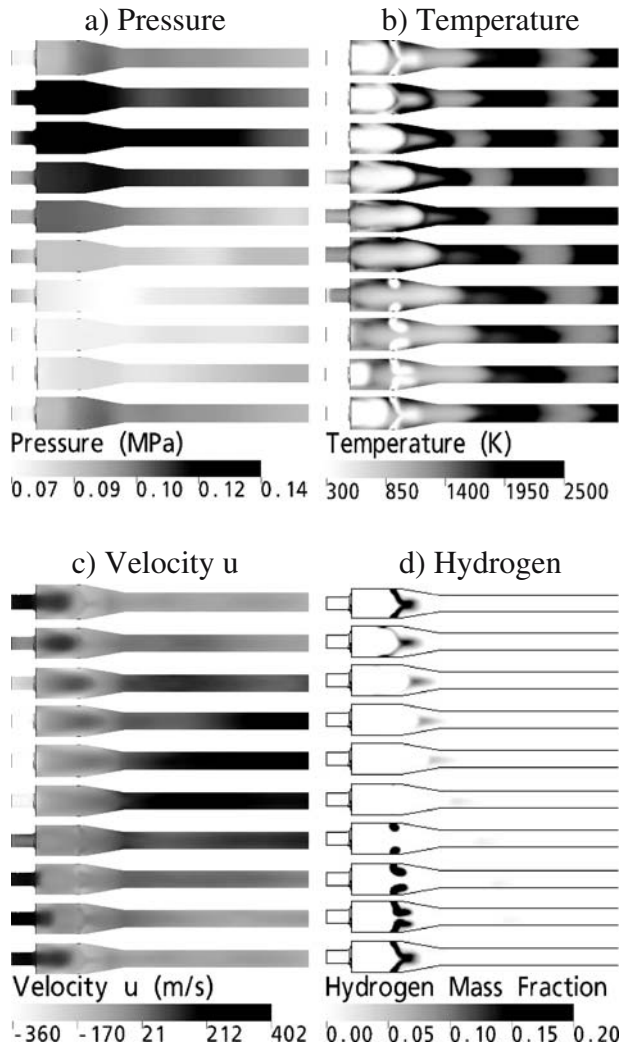 a) Pressure
b) Temperature
Pressure (MPa)
0.07 0.09 0.10 0.12 0.14
Temperature (K)
300 850 1400 1950 2500
c) Velocity u
d) Hydrogen
Velocity u (m/s)
-360 -170 21 212 402
Hydrogen Mass Fraction
0.00 0.05 0.10 0.15 0.20